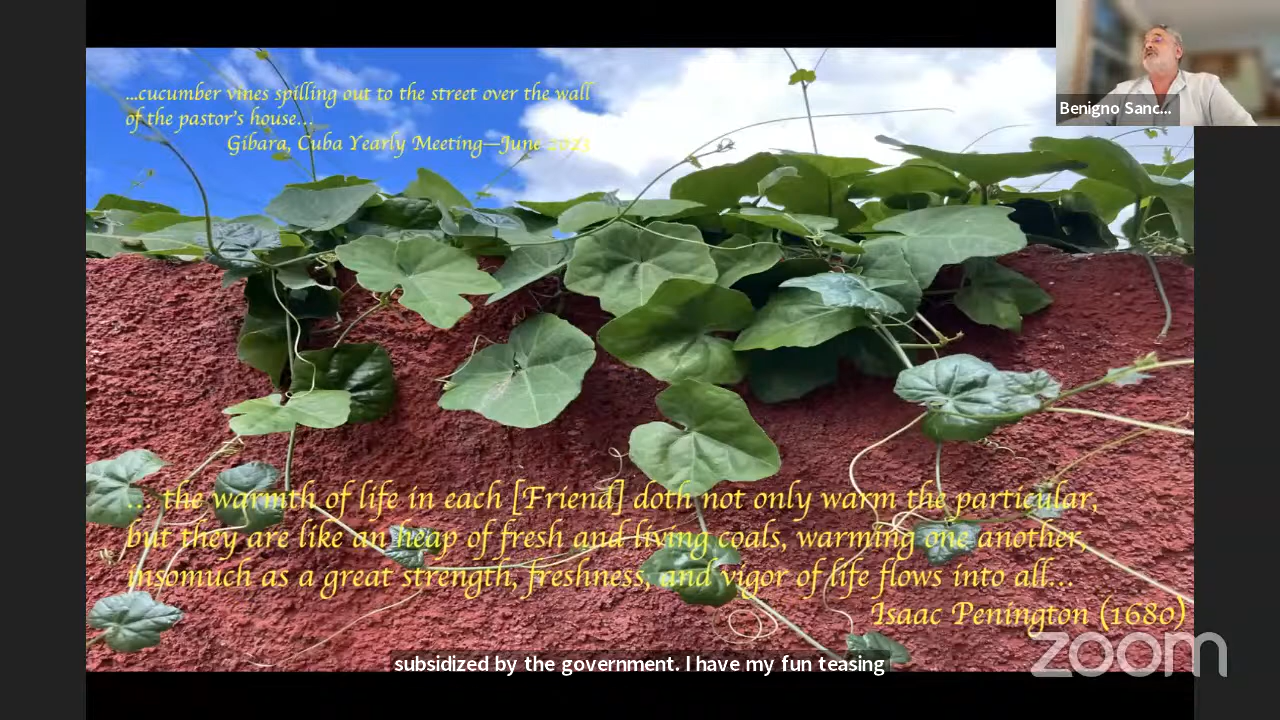 ...cucumber vines spilling out to the street over the wall
of the pastor's house...
Gibara, Cuba Yearly Meeting—June 2023
Benigno Sanc...
... the warmth of life in each [Friend] doth not only warm the particular,
but they are like an heap of fresh and living coals, warming one another,
insomuch as a great strength, freshness, and vigor of life flows into all...
Isaac Penington (1680)
subsidized by the government. I have my fun teasing
zoom